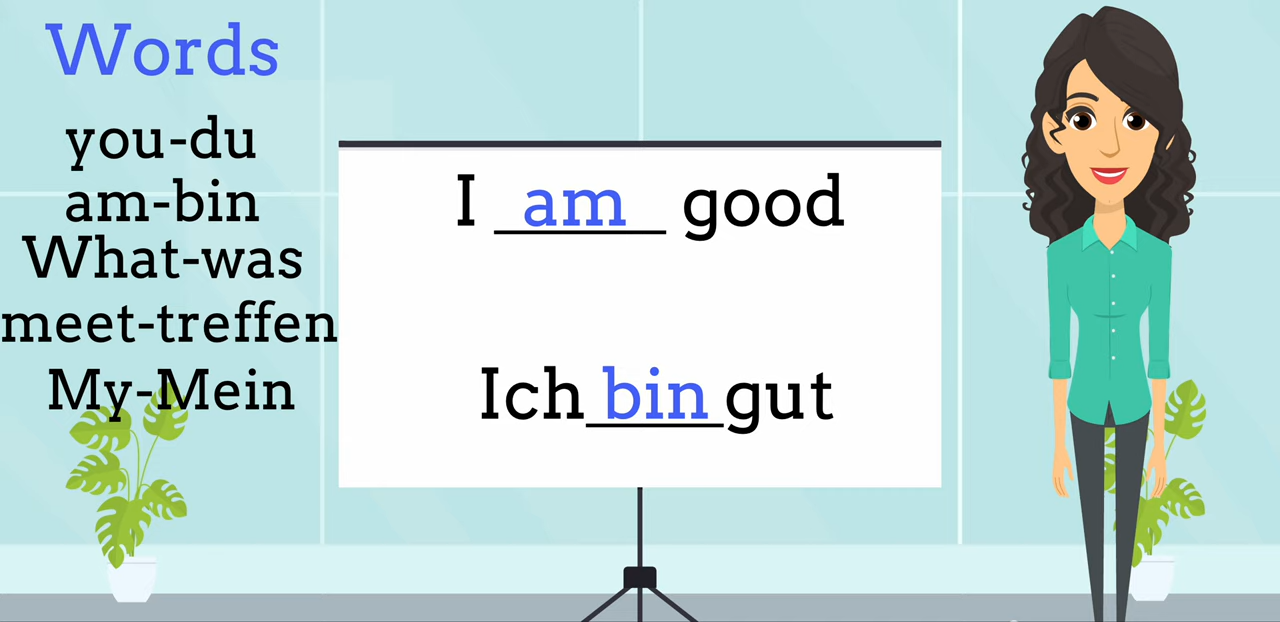 Words
you-du
am-bin
What-was
meet-treffen
My-Mein
I am good
Ich bin gut